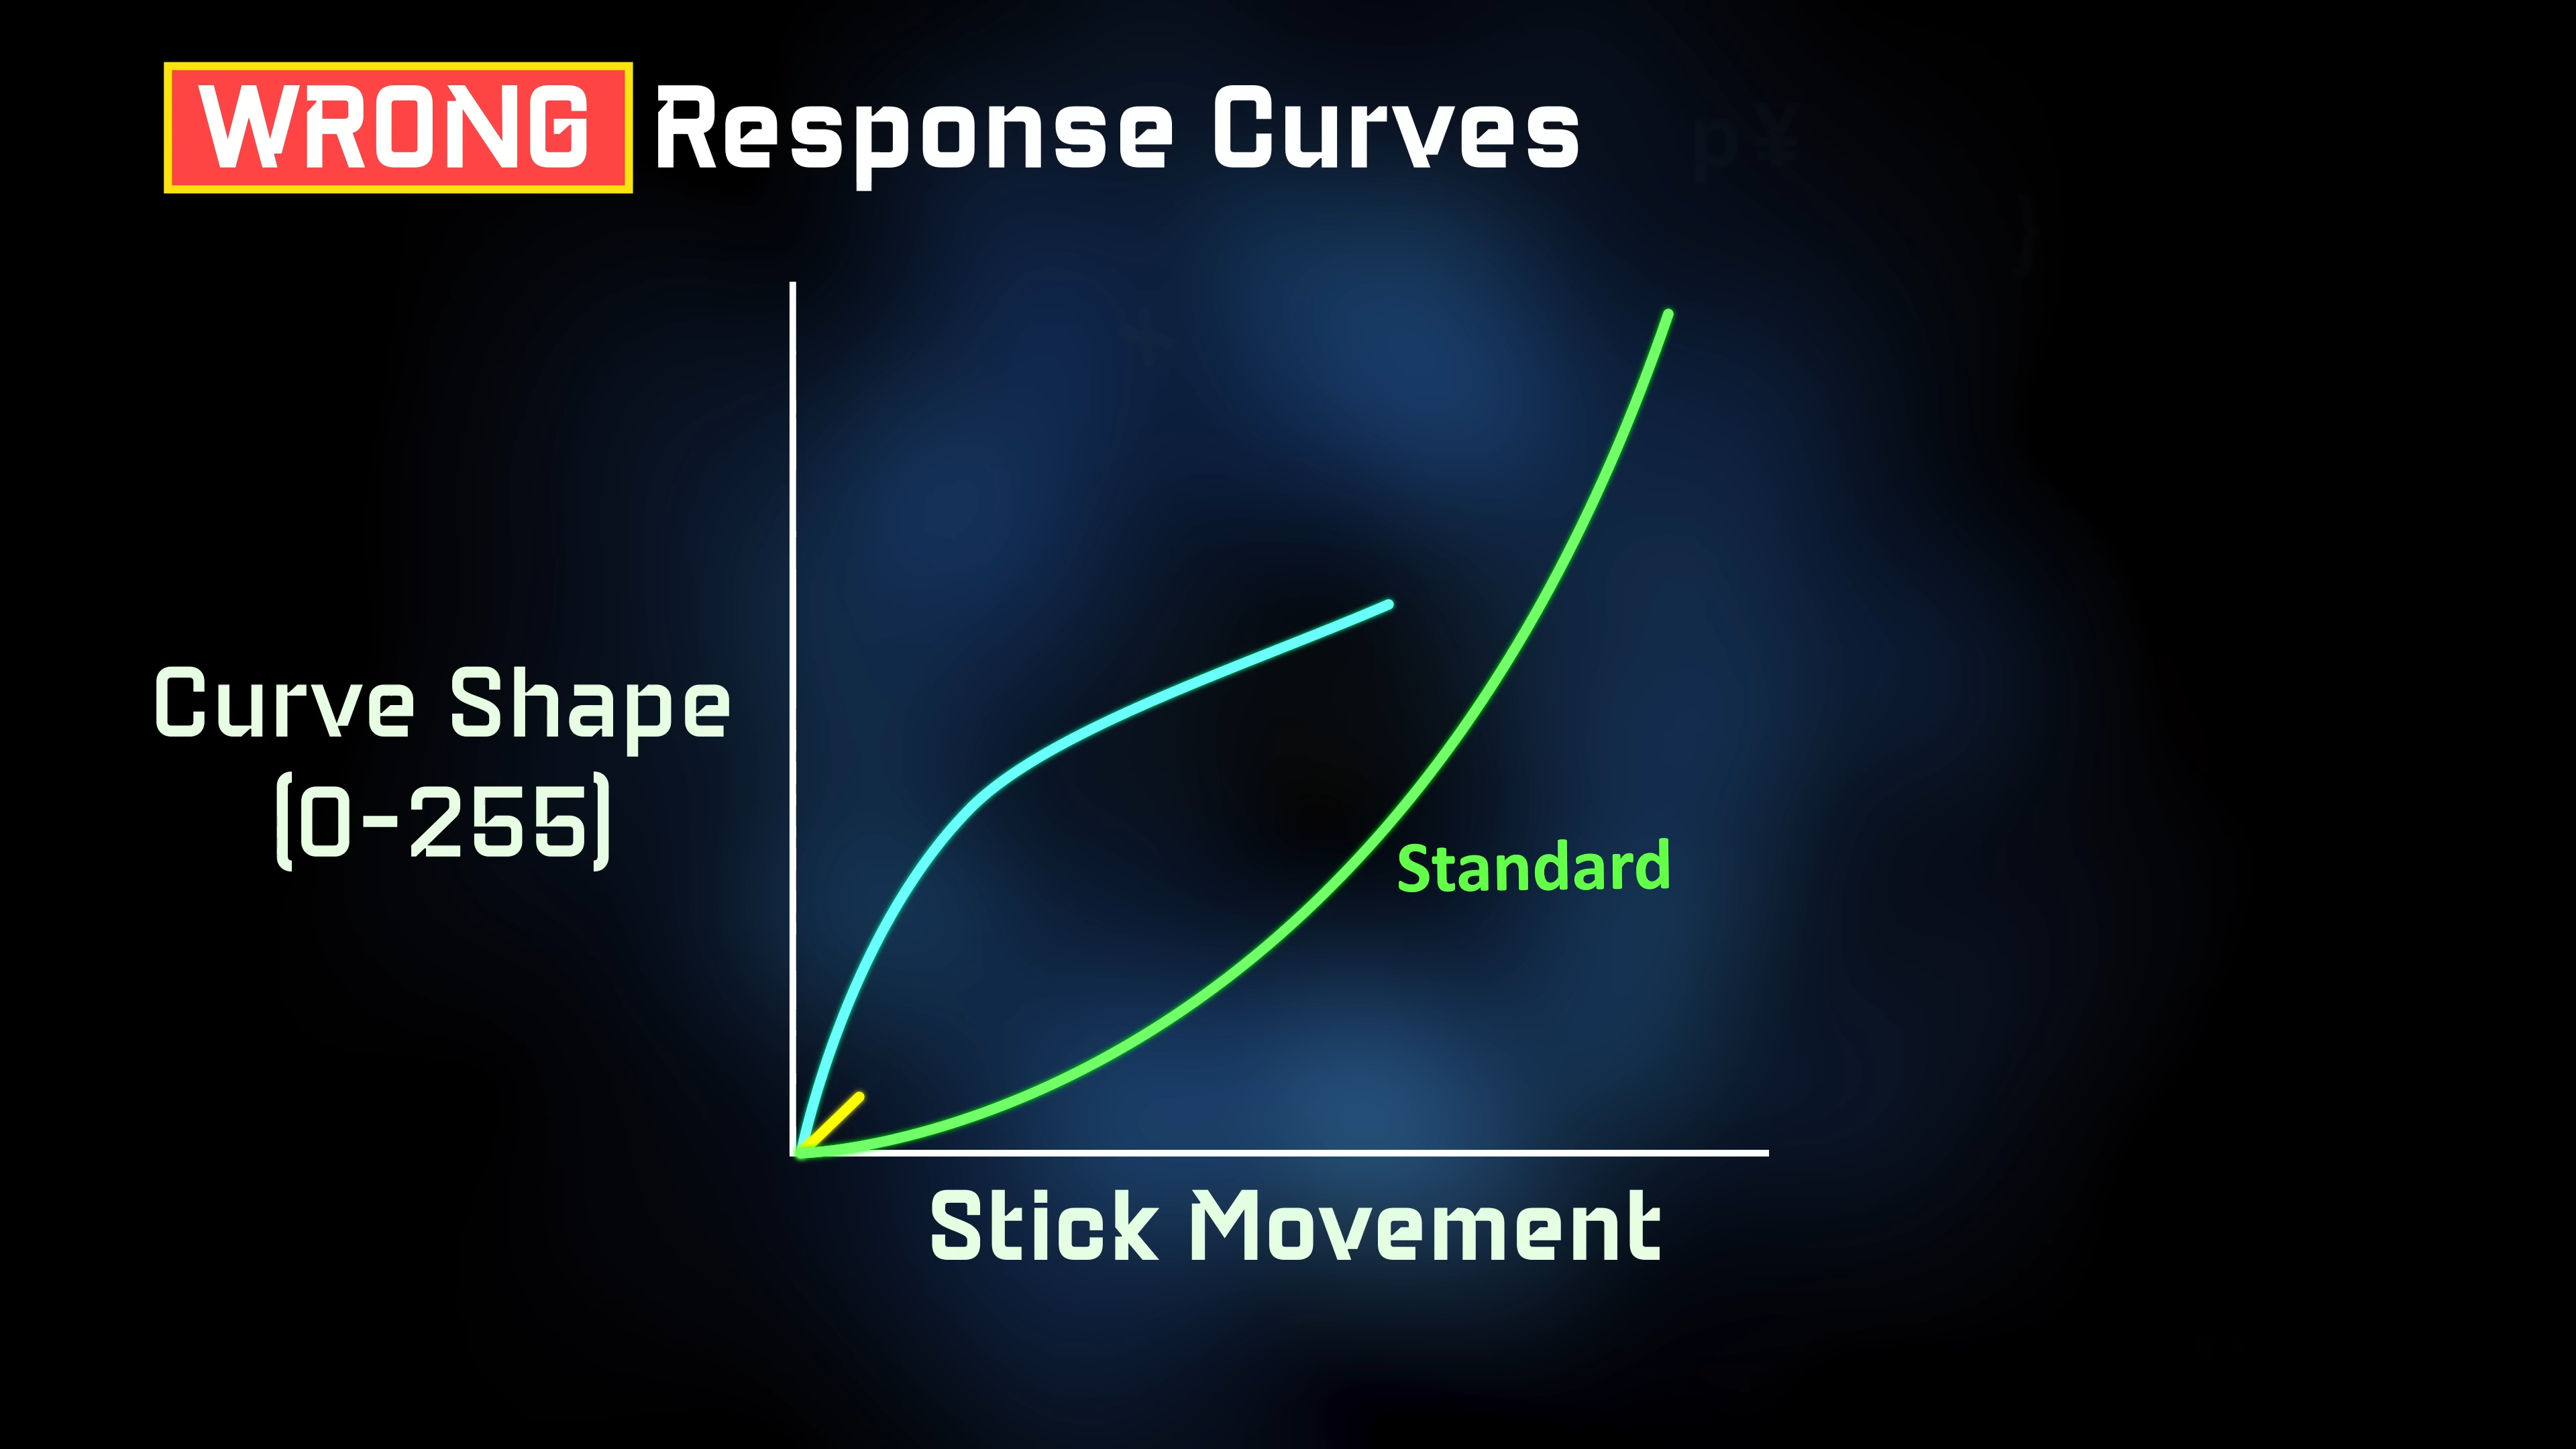 WRONG Response Curves
Curve Shape
(0-255)
Standard
Stick Movement